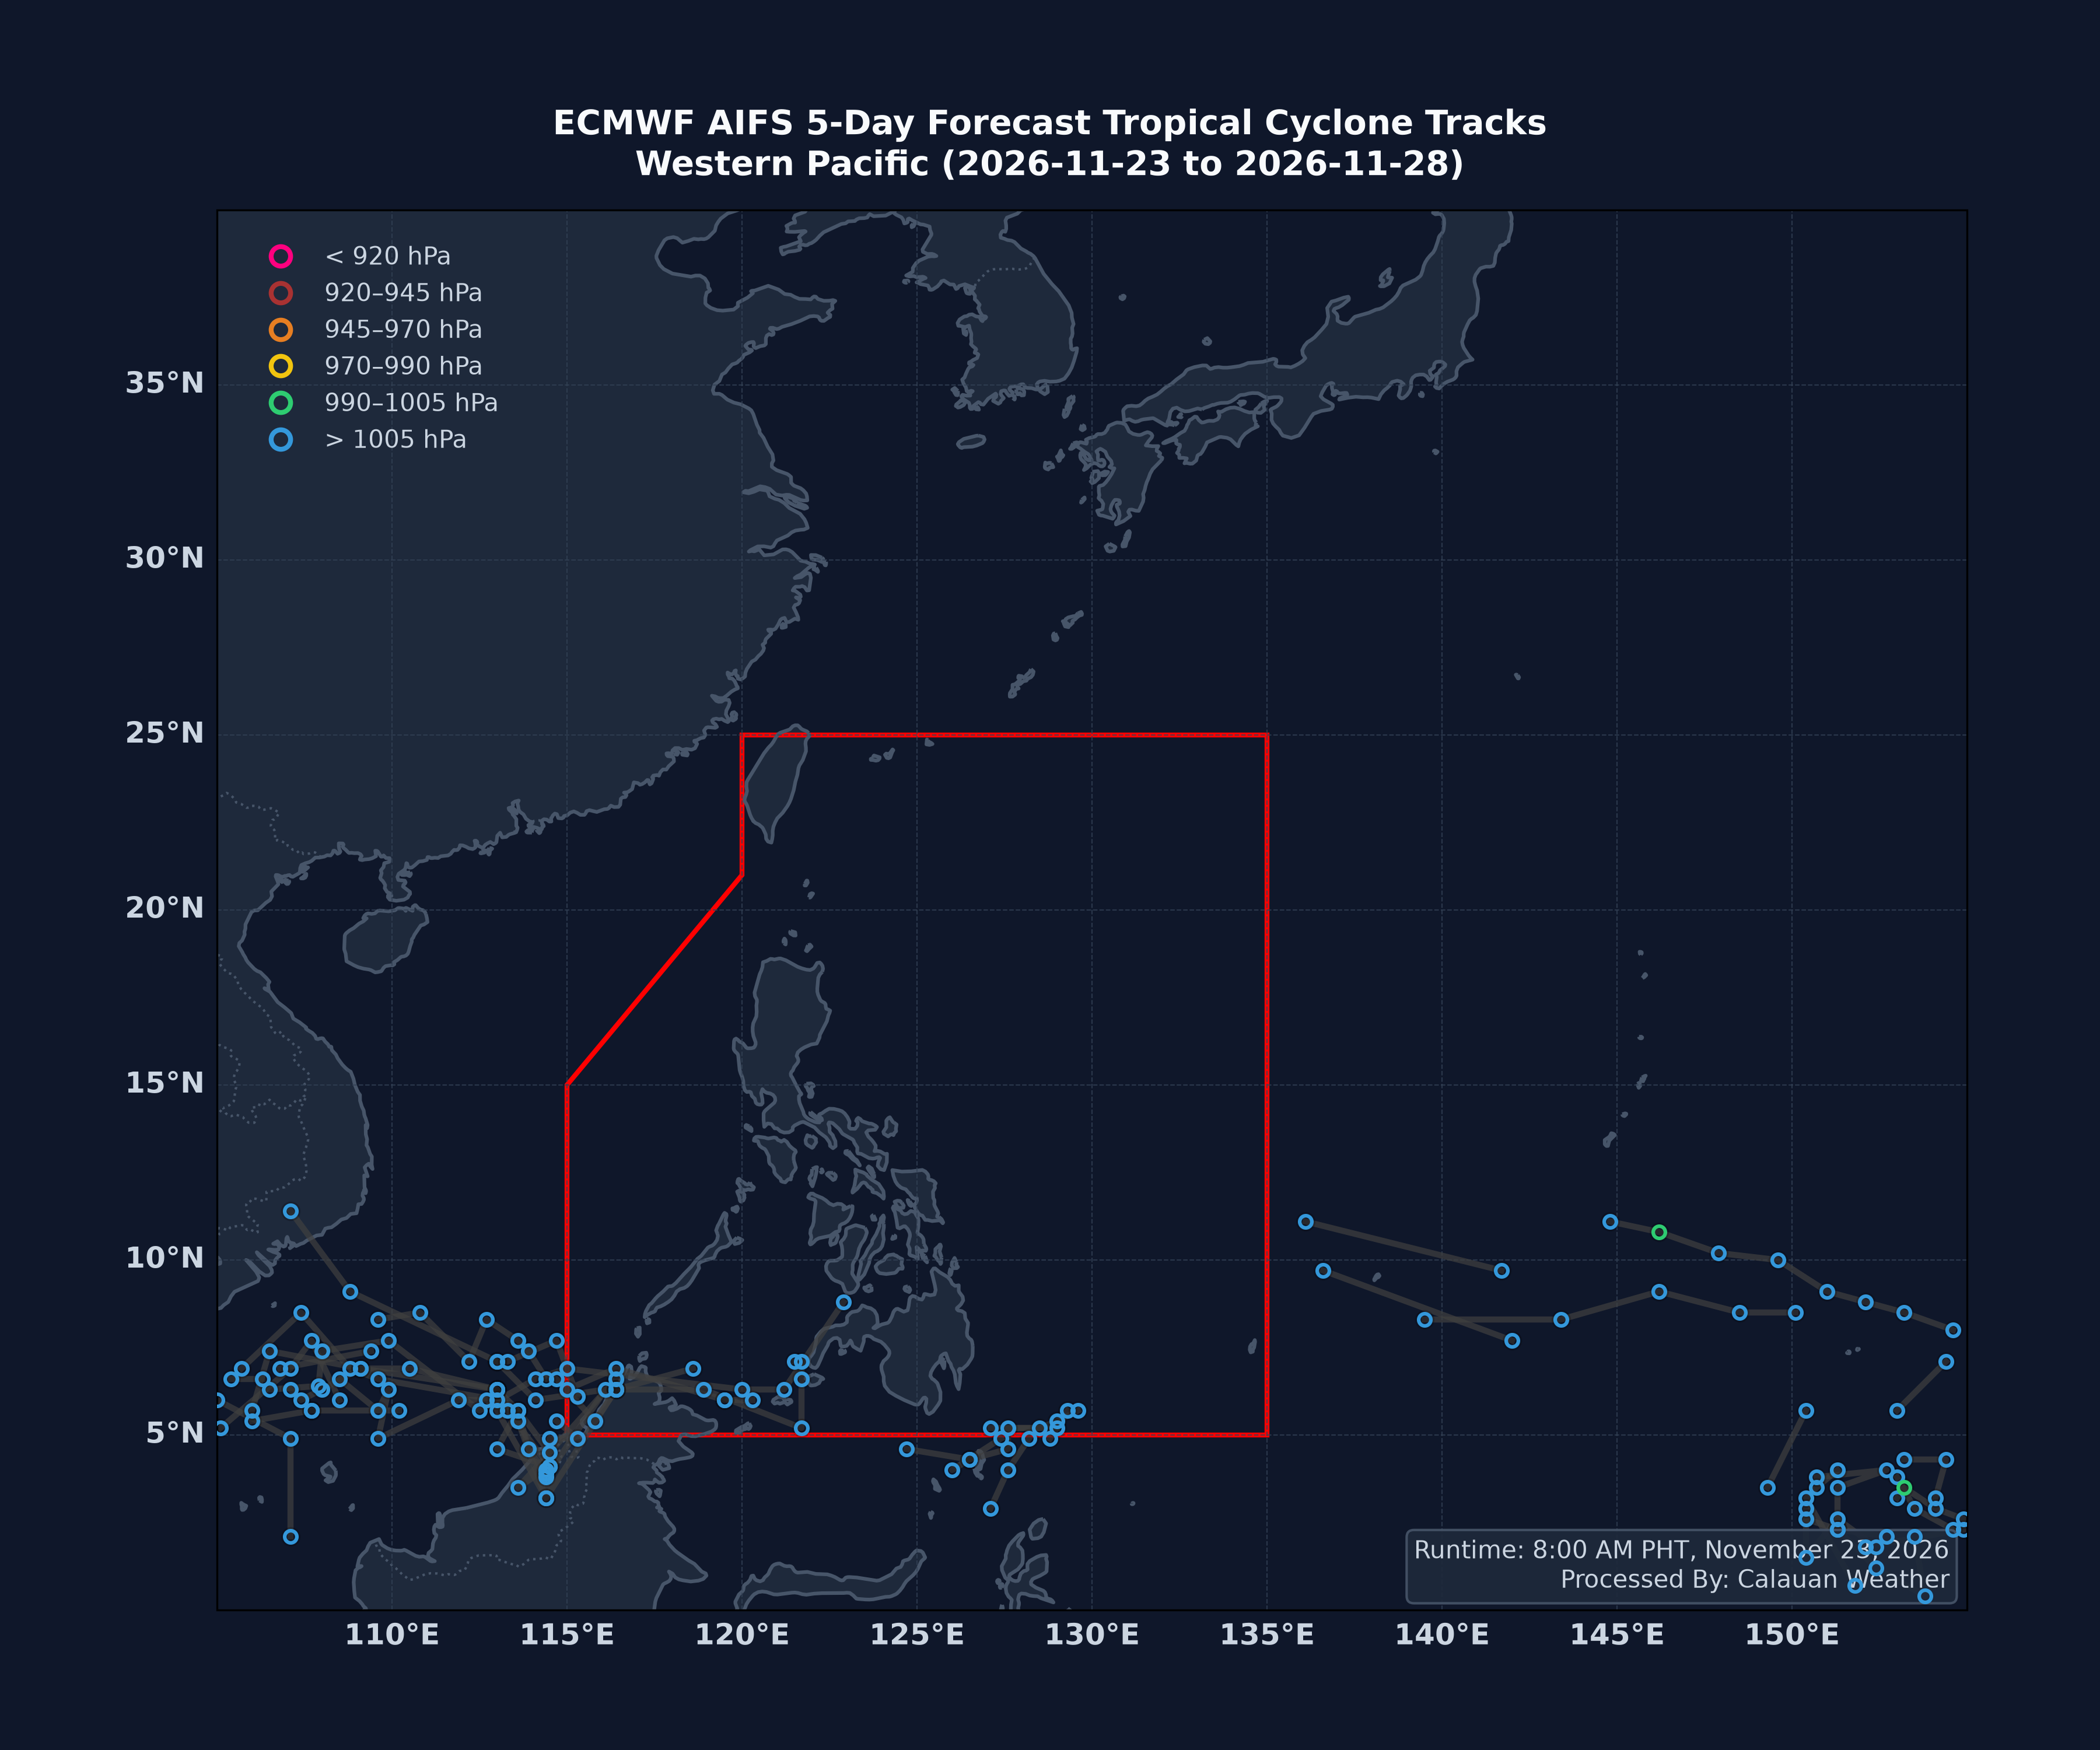 ECMWF AIFS 5-Day Forecast Tropical Cyclone Tracks
Western Pacific (2026-11-23 to 2026-11-28)
< 920 hPa
920–945 hPa
945–970 hPa
970–990 hPa
990–1005 hPa
> 1005 hPa
35°N
30°N
25°N
20°N
15°N
10°N
5°N
Runtime: 8:00 AM PHT, November 23, 2026
Processed By: Calauan Weather
110°E
115°E
120°E
125°E
130°E
135°E
140°E
145°E
150°E